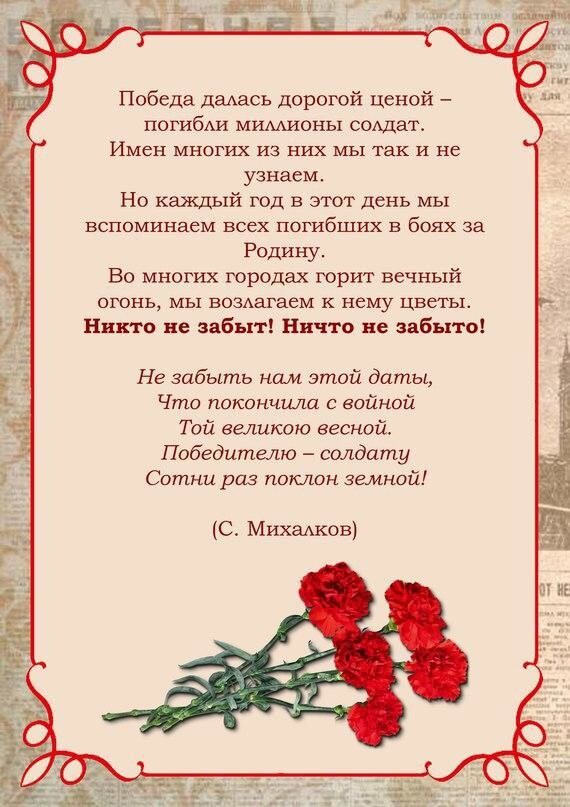 Победа далась дорогой ценой –
погибли миллионы солдат.
Имен многих из них мы так и не
узнаем.
Но каждый год в этот день мы
вспоминаем всех погибших в боях за
Родину.
Во многих городах горит вечный
огонь, мы возлагаем к нему цветы.
Никто не забыт! Ничто не забыто!
Не забыть нам этой даты,
Что покончила с войной
Той великою весной.
Победителю – солдату
Сотни раз поклон земной!
(С. Михалков)